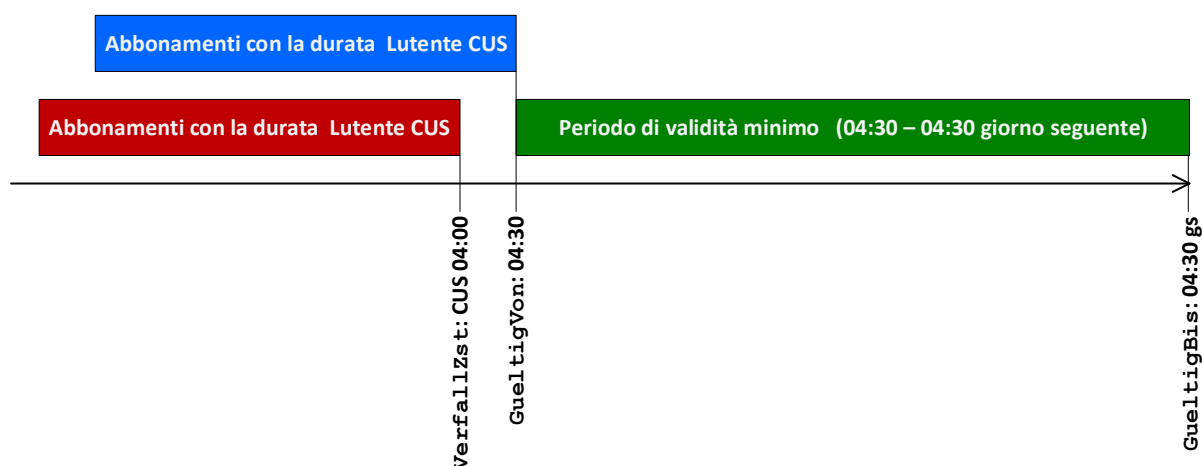 Abbonamenti con la durata  Lutente CUS
Abbonamenti con la durata  Lutente CUS
Periodo di validità minimo   (04:30 – 04:30 giorno seguente)
VerfallZst: CUS 04:00
GueltigVon: 04:30
GueltigBis: 04:30 gs